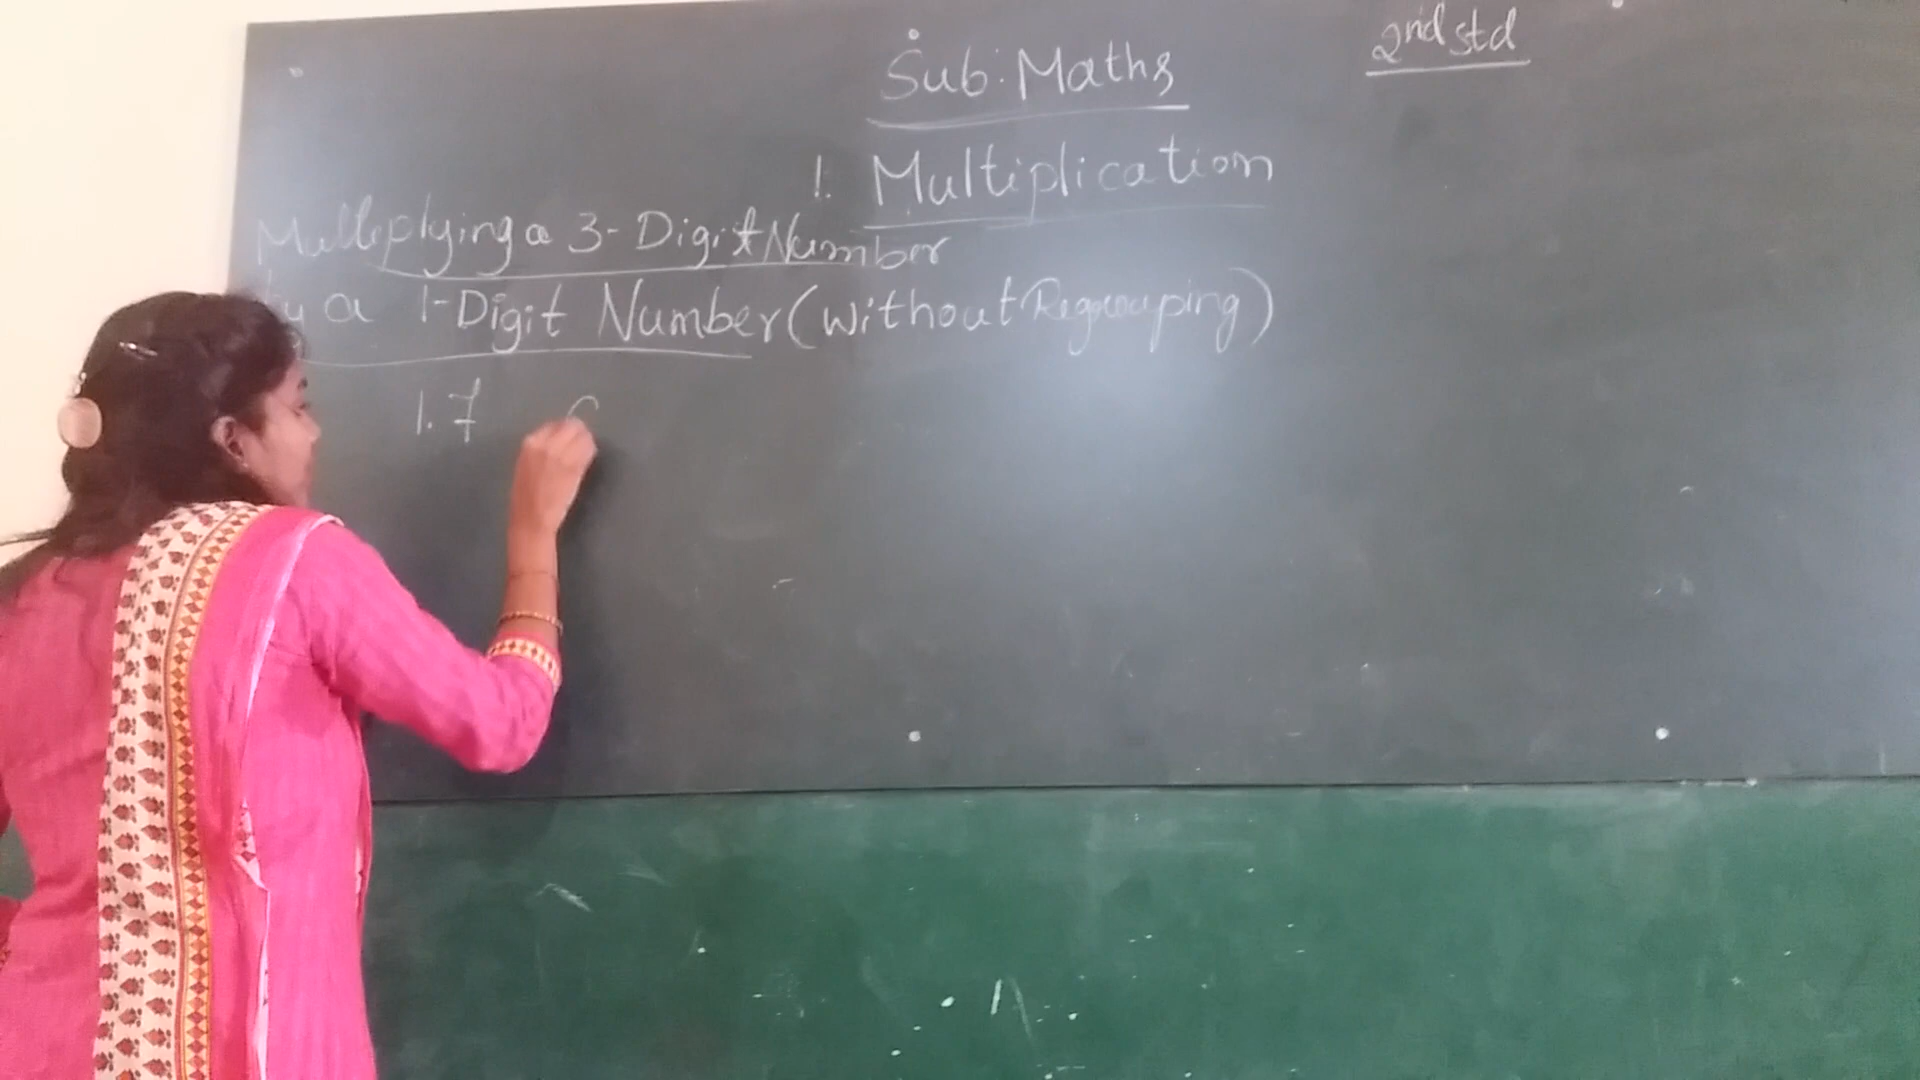 2nd std
Sub: Maths
1. Multiplication
Multiplying a 3-Digit Number
by a 1-Digit Number (Without Regrouping)
1. 7